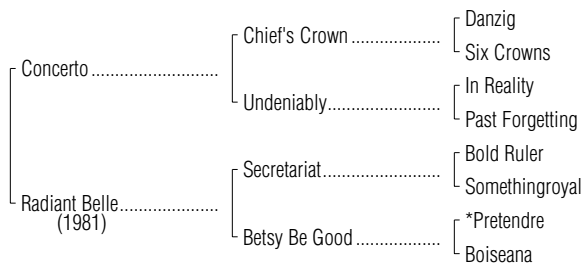 Danzig
Chief's Crown
Six Crowns
Concerto
In Reality
Undeniably
Past Forgetting
Bold Ruler
Secretariat
Somethingroyal
Radiant Belle
(1981)
*Pretendre
Betsy Be Good
Boiseana